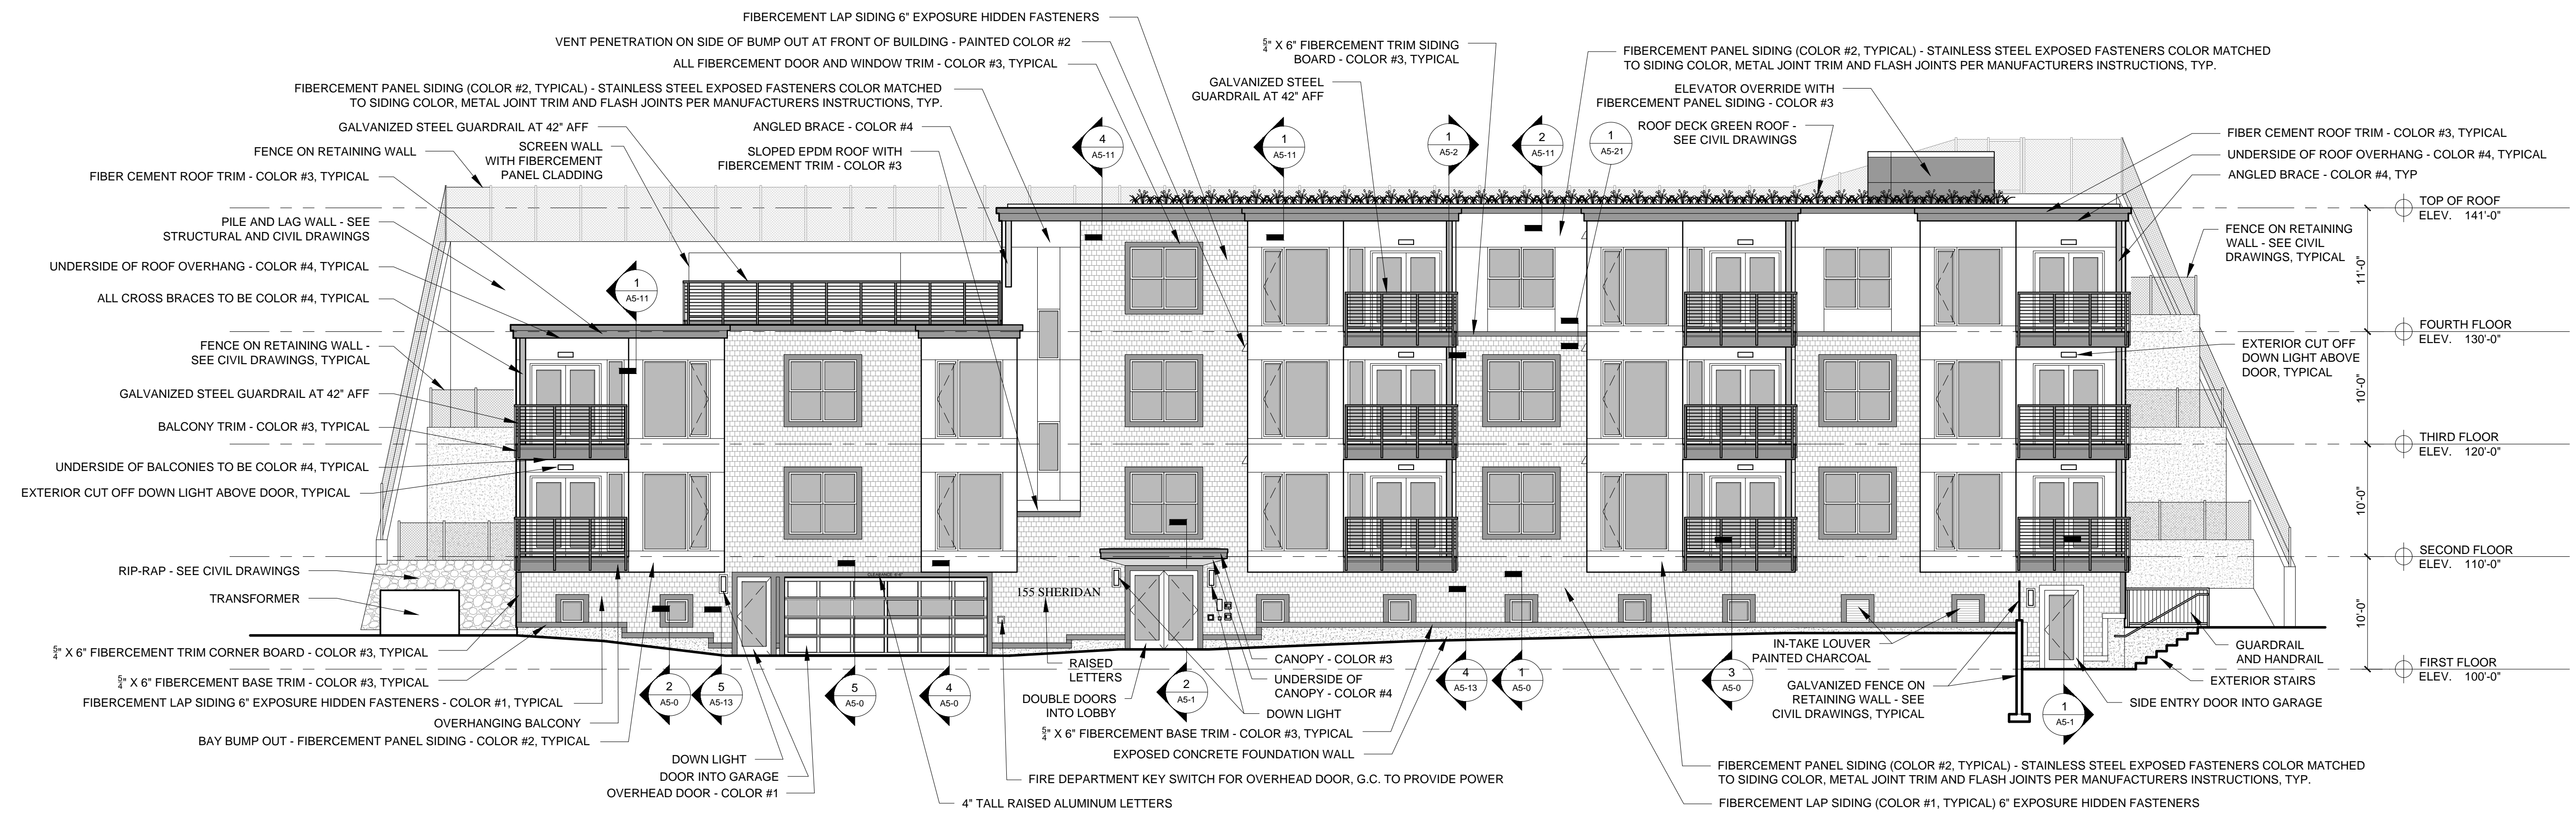 FIBERCEMENT LAP SIDING 6" EXPOSURE HIDDEN FASTENERS
VENT PENETRATION ON SIDE OF BUMP OUT AT FRONT OF BUILDING - PAINTED COLOR #2
ALL FIBERCEMENT DOOR AND WINDOW TRIM - COLOR #3, TYPICAL
FIBERCEMENT PANEL SIDING (COLOR #2, TYPICAL) - STAINLESS STEEL EXPOSED FASTENERS COLOR MATCHED
TO SIDING COLOR, METAL JOINT TRIM AND FLASH JOINTS PER MANUFACTURERS INSTRUCTIONS, TYP.
GALVANIZED STEEL GUARDRAIL AT 42" AFF
ANGLED BRACE - COLOR #4
SCREEN WALL
WITH FIBERCEMENT
PANEL CLADDING
SLOPED EPDM ROOF WITH
FIBERCEMENT TRIM - COLOR #3
FENCE ON RETAINING WALL
FIBER CEMENT ROOF TRIM - COLOR #3, TYPICAL
PILE AND LAG WALL - SEE
STRUCTURAL AND CIVIL DRAWINGS
UNDERSIDE OF ROOF OVERHANG - COLOR #4, TYPICAL
ALL CROSS BRACES TO BE COLOR #4, TYPICAL
FENCE ON RETAINING WALL -
SEE CIVIL DRAWINGS, TYPICAL
GALVANIZED STEEL GUARDRAIL AT 42" AFF
BALCONY TRIM - COLOR #3, TYPICAL
UNDERSIDE OF BALCONIES TO BE COLOR #4, TYPICAL
EXTERIOR CUT OFF DOWN LIGHT ABOVE DOOR, TYPICAL
RIP-RAP - SEE CIVIL DRAWINGS
TRANSFORMER
5/4" X 6" FIBERCEMENT TRIM CORNER BOARD - COLOR #3, TYPICAL
5/4" X 6" FIBERCEMENT BASE TRIM - COLOR #3, TYPICAL
FIBERCEMENT LAP SIDING 6" EXPOSURE HIDDEN FASTENERS - COLOR #1, TYPICAL
OVERHANGING BALCONY
BAY BUMP OUT - FIBERCEMENT PANEL SIDING - COLOR #2, TYPICAL
DOWN LIGHT
DOOR INTO GARAGE
OVERHEAD DOOR - COLOR #1
5/4" X 6" FIBERCEMENT TRIM SIDING
BOARD - COLOR #3, TYPICAL
GALVANIZED STEEL
GUARDRAIL AT 42" AFF
FIBERCEMENT PANEL SIDING (COLOR #2, TYPICAL) - STAINLESS STEEL EXPOSED FASTENERS COLOR MATCHED
TO SIDING COLOR, METAL JOINT TRIM AND FLASH JOINTS PER MANUFACTURERS INSTRUCTIONS, TYP.
ELEVATOR OVERRIDE WITH
FIBERCEMENT PANEL SIDING - COLOR #3
ROOF DECK GREEN ROOF -
SEE CIVIL DRAWINGS
FIBER CEMENT ROOF TRIM - COLOR #3, TYPICAL
UNDERSIDE OF ROOF OVERHANG - COLOR #4, TYPICAL
ANGLED BRACE - COLOR #4, TYP
4
A5-11
1
A5-11
1
A5-2
2
A5-11
1
A5-21
1
A5-11
TOP OF ROOF
ELEV. 141'-0"
FENCE ON RETAINING
WALL - SEE CIVIL
DRAWINGS, TYPICAL
11'-0"
FOURTH FLOOR
ELEV. 130'-0"
EXTERIOR CUT OFF
DOWN LIGHT ABOVE
DOOR, TYPICAL
10'-0"
THIRD FLOOR
ELEV. 120'-0"
10'-0"
SECOND FLOOR
ELEV. 110'-0"
10'-0"
FIRST FLOOR
ELEV. 100'-0"
155 SHERIDAN
RAISED
LETTERS
DOUBLE DOORS
INTO LOBBY
CANOPY - COLOR #3
UNDERSIDE OF
CANOPY - COLOR #4
DOWN LIGHT
5/4" X 6" FIBERCEMENT BASE TRIM - COLOR #3, TYPICAL
EXPOSED CONCRETE FOUNDATION WALL
FIRE DEPARTMENT KEY SWITCH FOR OVERHEAD DOOR, G.C. TO PROVIDE POWER
4" TALL RAISED ALUMINUM LETTERS
2
A5-0
5
A5-13
5
A5-0
4
A5-0
2
A5-1
4
A5-13
1
A5-0
3
A5-0
1
A5-1
IN-TAKE LOUVER
PAINTED CHARCOAL
GALVANIZED FENCE ON
RETAINING WALL - SEE
CIVIL DRAWINGS, TYPICAL
GUARDRAIL
AND HANDRAIL
EXTERIOR STAIRS
SIDE ENTRY DOOR INTO GARAGE
FIBERCEMENT PANEL SIDING (COLOR #2, TYPICAL) - STAINLESS STEEL EXPOSED FASTENERS COLOR MATCHED
TO SIDING COLOR, METAL JOINT TRIM AND FLASH JOINTS PER MANUFACTURERS INSTRUCTIONS, TYP.
FIBERCEMENT LAP SIDING (COLOR #1, TYPICAL) 6" EXPOSURE HIDDEN FASTENERS